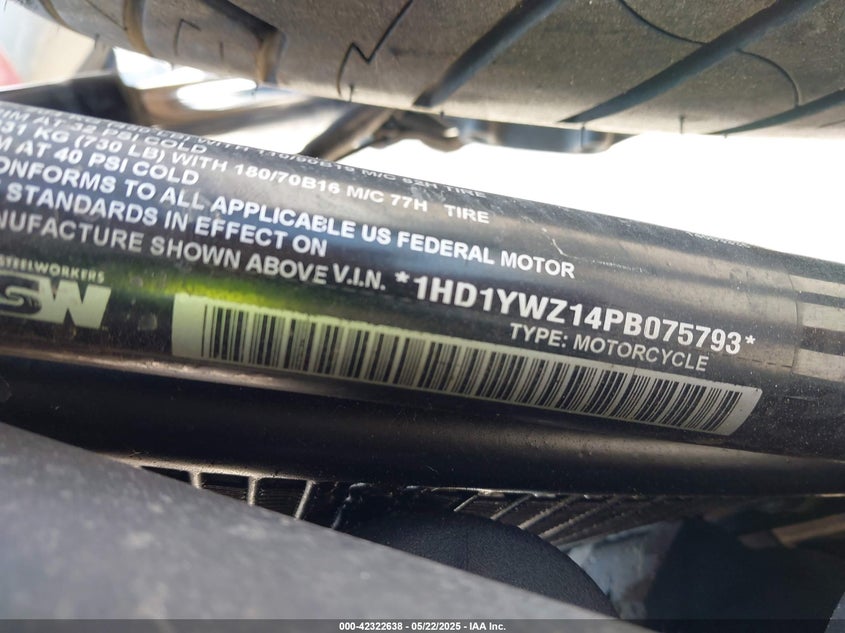 RIM AT 32 PSI COLD
31 KG (730 LB) WITH 180/70B16 M/C 77H TIRE
M AT 40 PSI COLD
ONFORMS TO ALL APPLICABLE US FEDERAL MOTOR
STANDARDS IN EFFECT ON
NUFACTURE SHOWN ABOVE V.I.N. *1HD1YWZ14PB075793*
TYPE: MOTORCYCLE
STEELWORKERS
000-42322638 - 05/22/2025 - IAA Inc.